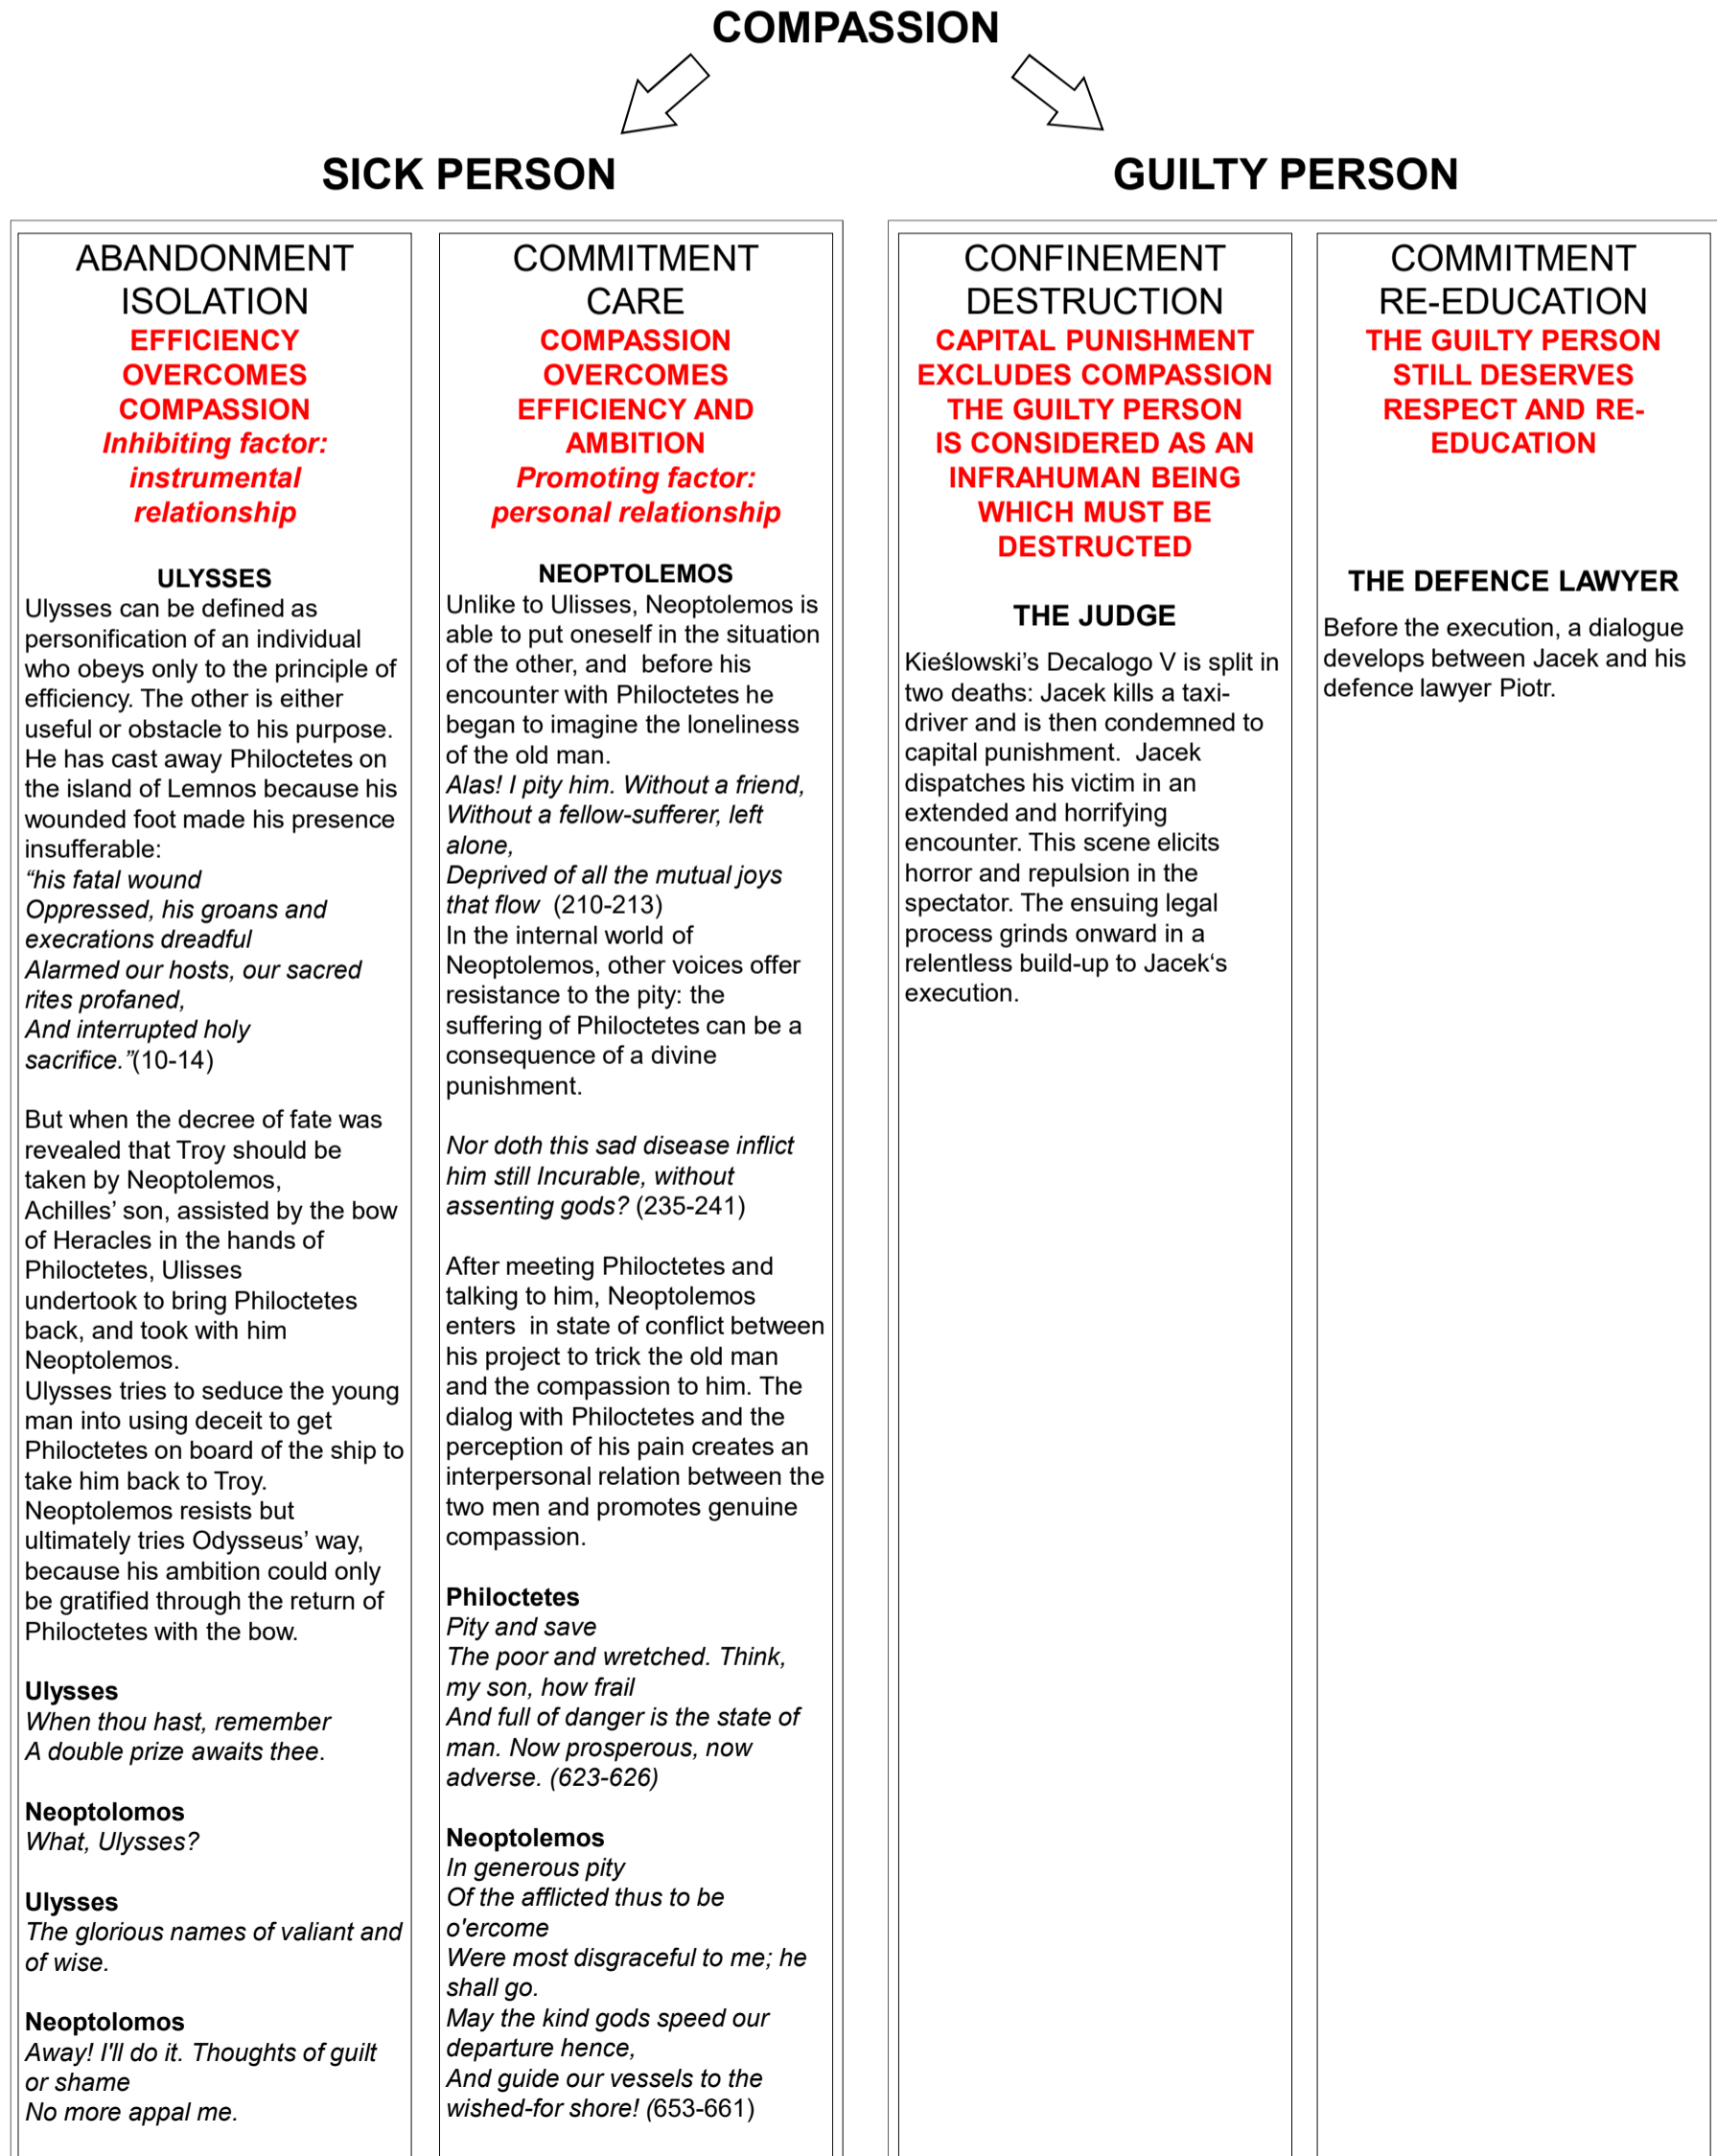 COMPASSION
SICK PERSON
GUILTY PERSON
ABANDONMENT
ISOLATION
EFFICIENCY
OVERCOMES
COMPASSION
Inhibiting factor:
instrumental
relationship
ULYSSES
Ulysses can be defined as
personification of an individual
who obeys only to the principle of
efficiency. The other is either
useful or obstacle to his purpose.
He has cast away Philoctetes on
the island of Lemnos because his
wounded foot made his presence
insufferable:
“his fatal wound
Oppressed, his groans and
execrations dreadful
Alarmed our hosts, our sacred
rites profaned,
And interrupted holy
sacrifice.”(10-14)
But when the decree of fate was
revealed that Troy should be
taken by Neoptolemos,
Achilles’ son, assisted by the bow
of Heracles in the hands of
Philoctetes, Ulisses
undertook to bring Philoctetes
back, and took with him
Neoptolemos.
Ulysses tries to seduce the young
man into using deceit to get
Philoctetes on board of the ship to
take him back to Troy.
Neoptolemos resists but
ultimately tries Odysseus’ way,
because his ambition could only
be gratified through the return of
Philoctetes with the bow.
Ulysses
When thou hast, remember
A double prize awaits thee.
Neoptolomos
What, Ulysses?
Ulysses
The glorious names of valiant and
of wise.
Neoptolomos
Away! I'll do it. Thoughts of guilt
or shame
No more appal me.
COMMITMENT
CARE
COMPASSION
OVERCOMES
EFFICIENCY AND
AMBITION
Promoting factor:
personal relationship
NEOPTOLEMOS
Unlike to Ulisses, Neoptolemos is
able to put oneself in the situation
of the other, and  before his
encounter with Philoctetes he
began to imagine the loneliness
of the old man.
Alas! I pity him. Without a friend,
Without a fellow-sufferer, left
alone,
Deprived of all the mutual joys
that flow  (210-213)
In the internal world of
Neoptolemos, other voices offer
resistance to the pity: the
suffering of Philoctetes can be a
consequence of a divine
punishment.
Nor doth this sad disease inflict
him still Incurable, without
assenting gods? (235-241)
After meeting Philoctetes and
talking to him, Neoptolemos
enters  in state of conflict between
his project to trick the old man
and the compassion to him. The
dialog with Philoctetes and the
perception of his pain creates an
interpersonal relation between the
two men and promotes genuine
compassion.
Philoctetes
Pity and save
The poor and wretched. Think,
my son, how frail
And full of danger is the state of
man. Now prosperous, now
adverse. (623-626)
Neoptolemos
In generous pity
Of the afflicted thus to be
o'ercome
Were most disgraceful to me; he
shall go.
May the kind gods speed our
departure hence,
And guide our vessels to the
wished-for shore! (653-661)
CONFINEMENT
DESTRUCTION
CAPITAL PUNISHMENT
EXCLUDES COMPASSION
THE GUILTY PERSON
IS CONSIDERED AS AN
INFRAHUMAN BEING
WHICH MUST BE
DESTRUCTED
THE JUDGE
Kieślowski’s Decalogo V is split in
two deaths: Jacek kills a taxi-
driver and is then condemned to
capital punishment.  Jacek
dispatches his victim in an
extended and horrifying
encounter. This scene elicits
horror and repulsion in the
spectator. The ensuing legal
process grinds onward in a
relentless build-up to Jacek‘s
execution.
COMMITMENT
RE-EDUCATION
THE GUILTY PERSON
STILL DESERVES
RESPECT AND RE-
EDUCATION
THE DEFENCE LAWYER
Before the execution, a dialogue
develops between Jacek and his
defence lawyer Piotr.